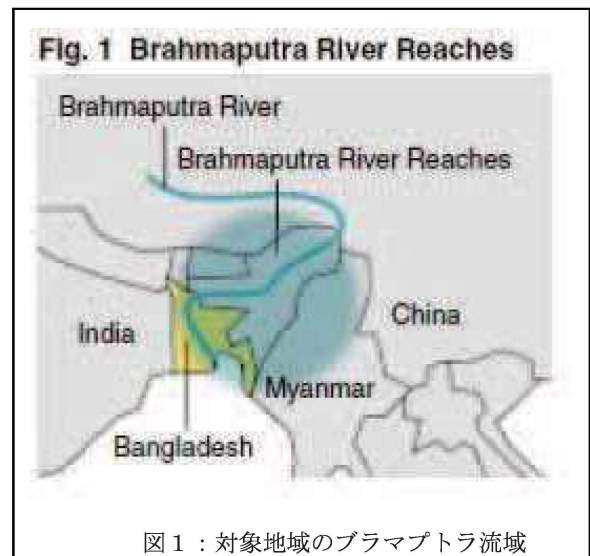 Fig. 1 Brahmaputra River Reaches
Brahmaputra River
Brahmaputra River Reaches
India
China
Myanmar
Bangladesh
図１：対象地域のブラマプトラ流域